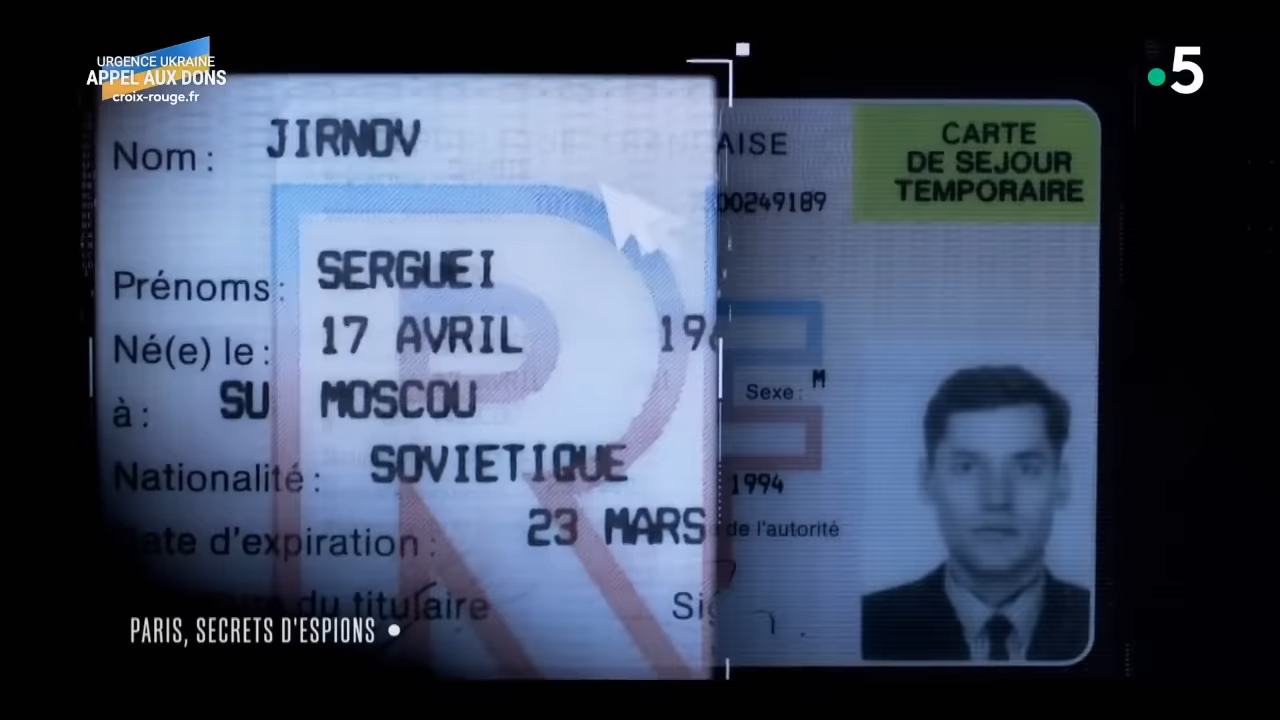 URGENCE UKRAINE
APPEL AUX DONS
croix-rouge.fr
5
Nom : JIRNOV
Prénoms : SERGUEI
Né(e) le : 17 AVRIL 196
à : SU MOSCOU
Nationalité : SOVIETIQUE
Date d'expiration : 23 MARS
du titulaire
AISE
00249189
Sexe : M
1994
de l'autorité
CARTE
DE SEJOUR
TEMPORAIRE
PARIS, SECRETS D'ESPIONS